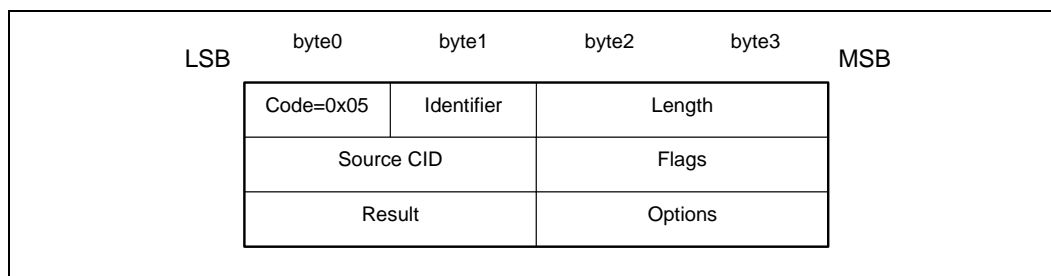 byte0 byte1 byte2 byte3
LSB MSB
Code=0x05 Identifier Length
Source CID Flags
Result Options